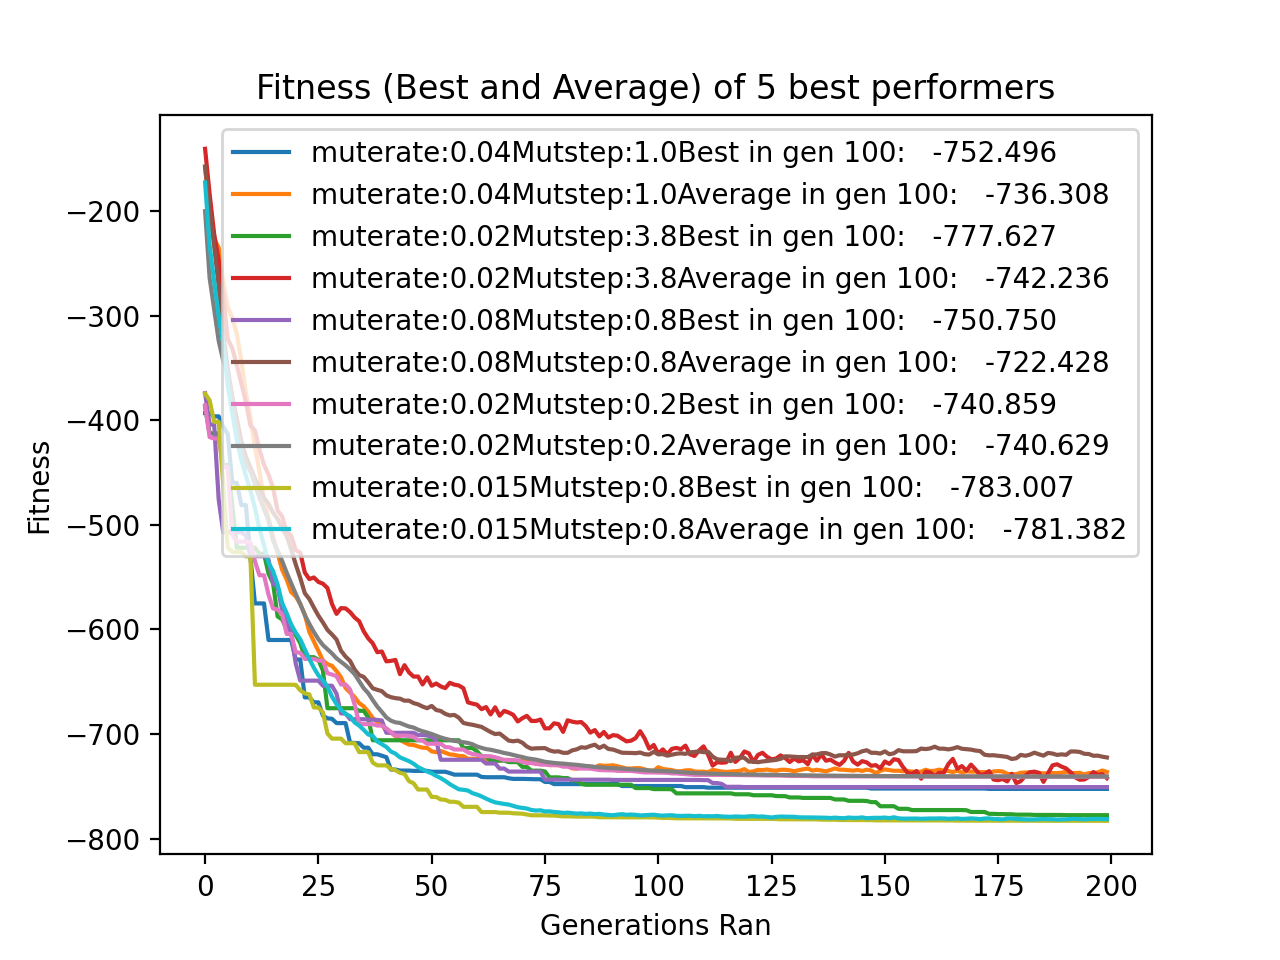 Fitness (Best and Average) of 5 best performers
muterate:0.04Mutstep:1.0Best in gen 100:   -752.496
muterate:0.04Mutstep:1.0Average in gen 100:   -736.308
muterate:0.02Mutstep:3.8Best in gen 100:   -777.627
muterate:0.02Mutstep:3.8Average in gen 100:   -742.236
muterate:0.08Mutstep:0.8Best in gen 100:   -750.750
muterate:0.08Mutstep:0.8Average in gen 100:   -722.428
muterate:0.02Mutstep:0.2Best in gen 100:   -740.859
muterate:0.02Mutstep:0.2Average in gen 100:   -740.629
muterate:0.015Mutstep:0.8Best in gen 100:   -783.007
muterate:0.015Mutstep:0.8Average in gen 100:   -781.382
−200
−300
−400
−500
−600
−700
−800
Fitness
0 25 50 75 100 125 150 175 200
Generations Ran